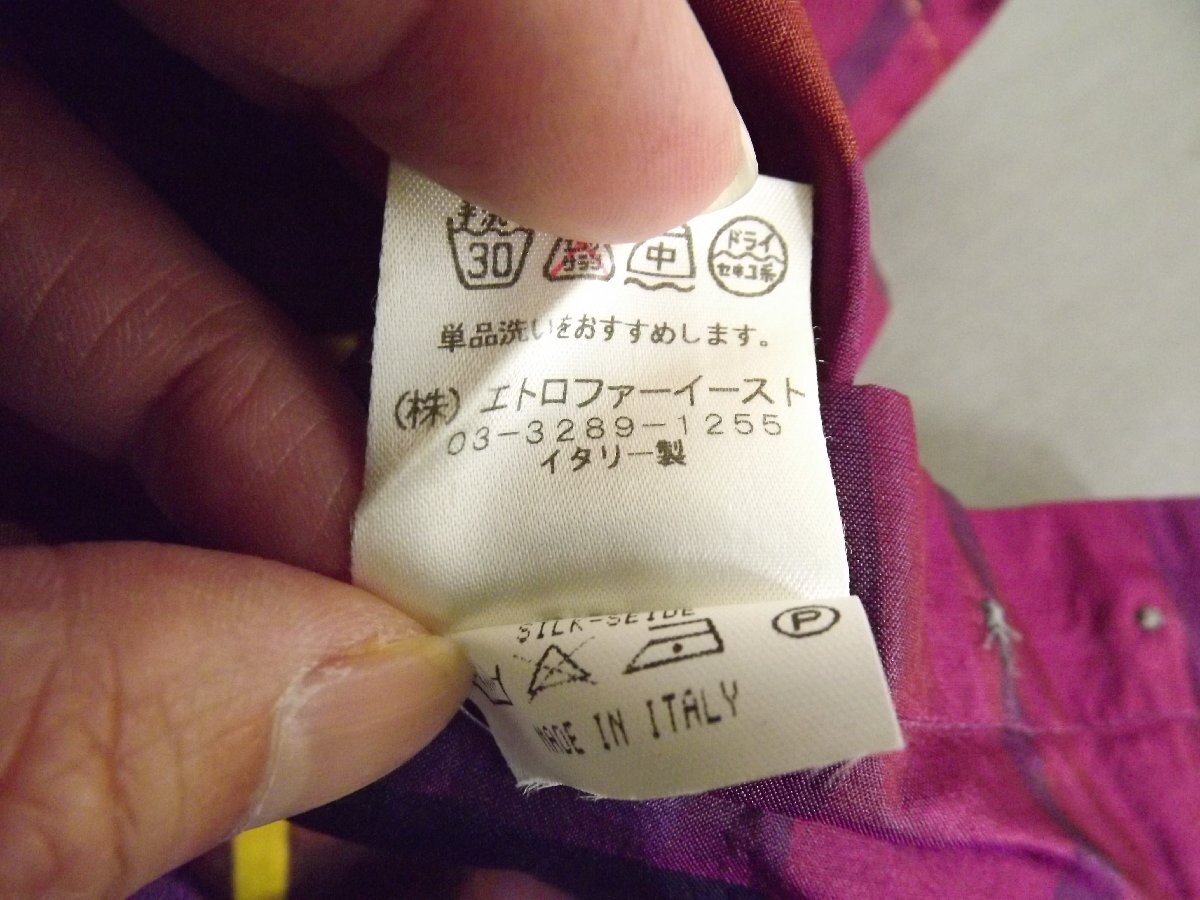 30 中 ドライ
セキユ系
単品洗いをおすすめします。
(株) エトロファーイースト
03-3289-1255
イタリー製
SILK-SEIDE
P
MADE IN ITALY